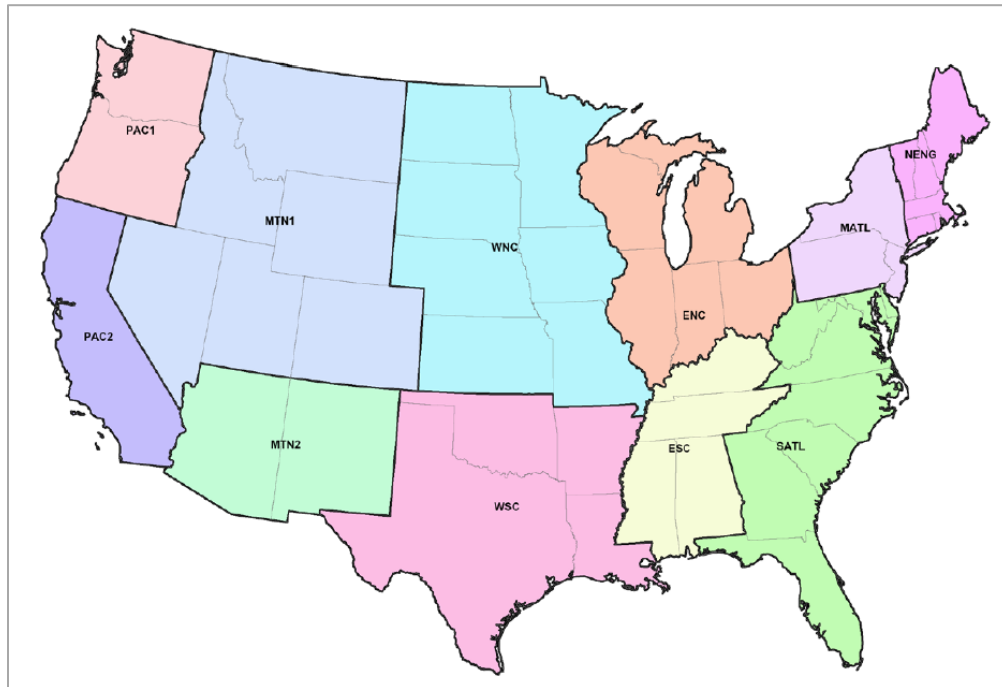 PAC1
NENG
MTN1
MATL
WNC
ENC
PAC2
MTN2
ESC
SATL
WSC